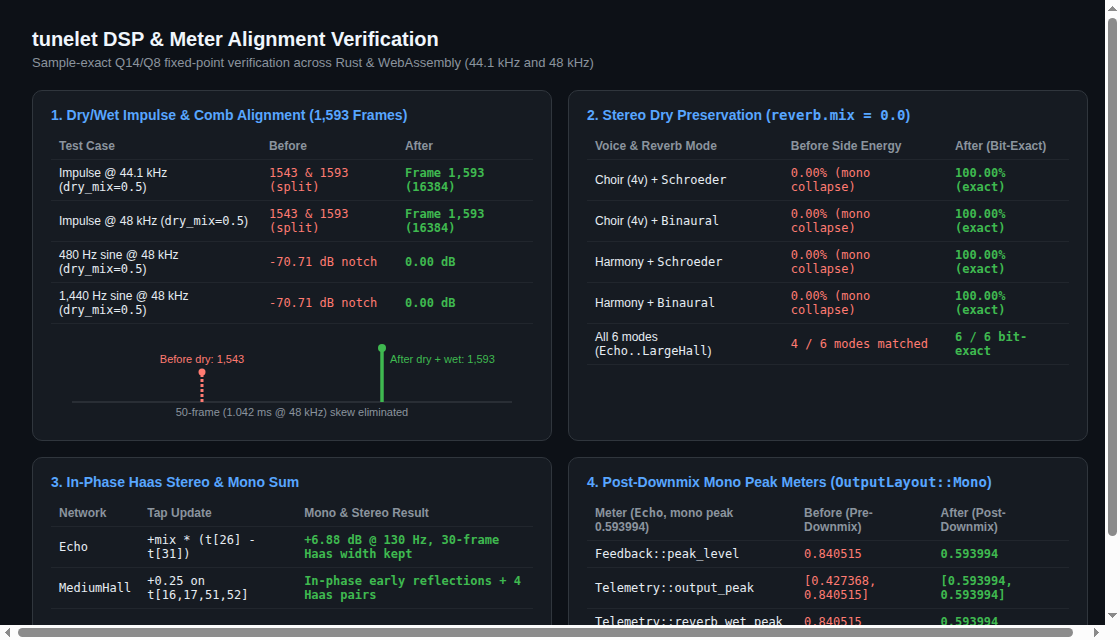 tunelet DSP & Meter Alignment Verification
Sample-exact Q14/Q8 fixed-point verification across Rust & WebAssembly (44.1 kHz and 48 kHz)
1. Dry/Wet Impulse & Comb Alignment (1,593 Frames)
Test Case Before After
Impulse @ 44.1 kHz
(dry_mix=0.5)
1543 & 1593
(split)
Frame 1,593
(16384)
Impulse @ 48 kHz (dry_mix=0.5)
1543 & 1593
(split)
Frame 1,593
(16384)
480 Hz sine @ 48 kHz
(dry_mix=0.5)
-70.71 dB notch
0.00 dB
1,440 Hz sine @ 48 kHz
(dry_mix=0.5)
-70.71 dB notch
0.00 dB
Before dry: 1,543
After dry + wet: 1,593
50-frame (1.042 ms @ 48 kHz) skew eliminated
2. Stereo Dry Preservation (reverb.mix = 0.0)
Voice & Reverb Mode Before Side Energy After (Bit-Exact)
Choir (4v) + Schroeder
0.00% (mono
collapse)
100.00%
(exact)
Choir (4v) + Binaural
0.00% (mono
collapse)
100.00%
(exact)
Harmony + Schroeder
0.00% (mono
collapse)
100.00%
(exact)
Harmony + Binaural
0.00% (mono
collapse)
100.00%
(exact)
All 6 modes
(Echo..LargeHall)
4 / 6 modes matched
6 / 6 bit-
exact
3. In-Phase Haas Stereo & Mono Sum
Network Tap Update Mono & Stereo Result
Echo
+mix * (t[26] -
t[31])
+6.88 dB @ 130 Hz, 30-frame
Haas width kept
MediumHall
+0.25 on
t[16,17,51,52]
In-phase early reflections + 4
Haas pairs
4. Post-Downmix Mono Peak Meters (OutputLayout::Mono)
Meter (Echo, mono peak
0.593994)
Before (Pre-
Downmix)
After (Post-
Downmix)
Feedback::peak_level 0.840515 0.593994
Telemetry::output_peak
[0.427368,
0.840515]
[0.593994,
0.593994]
Telemetry::reverb_wet_peak 0.840515 0.593994